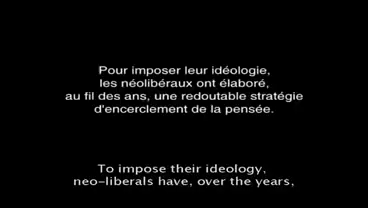 Pour imposer leur idéologie,
les néolibéraux ont élaboré,
au fil des ans, une redoutable stratégie
d'encerclement de la pensée.
To impose their ideology,
neo-liberals have, over the years,